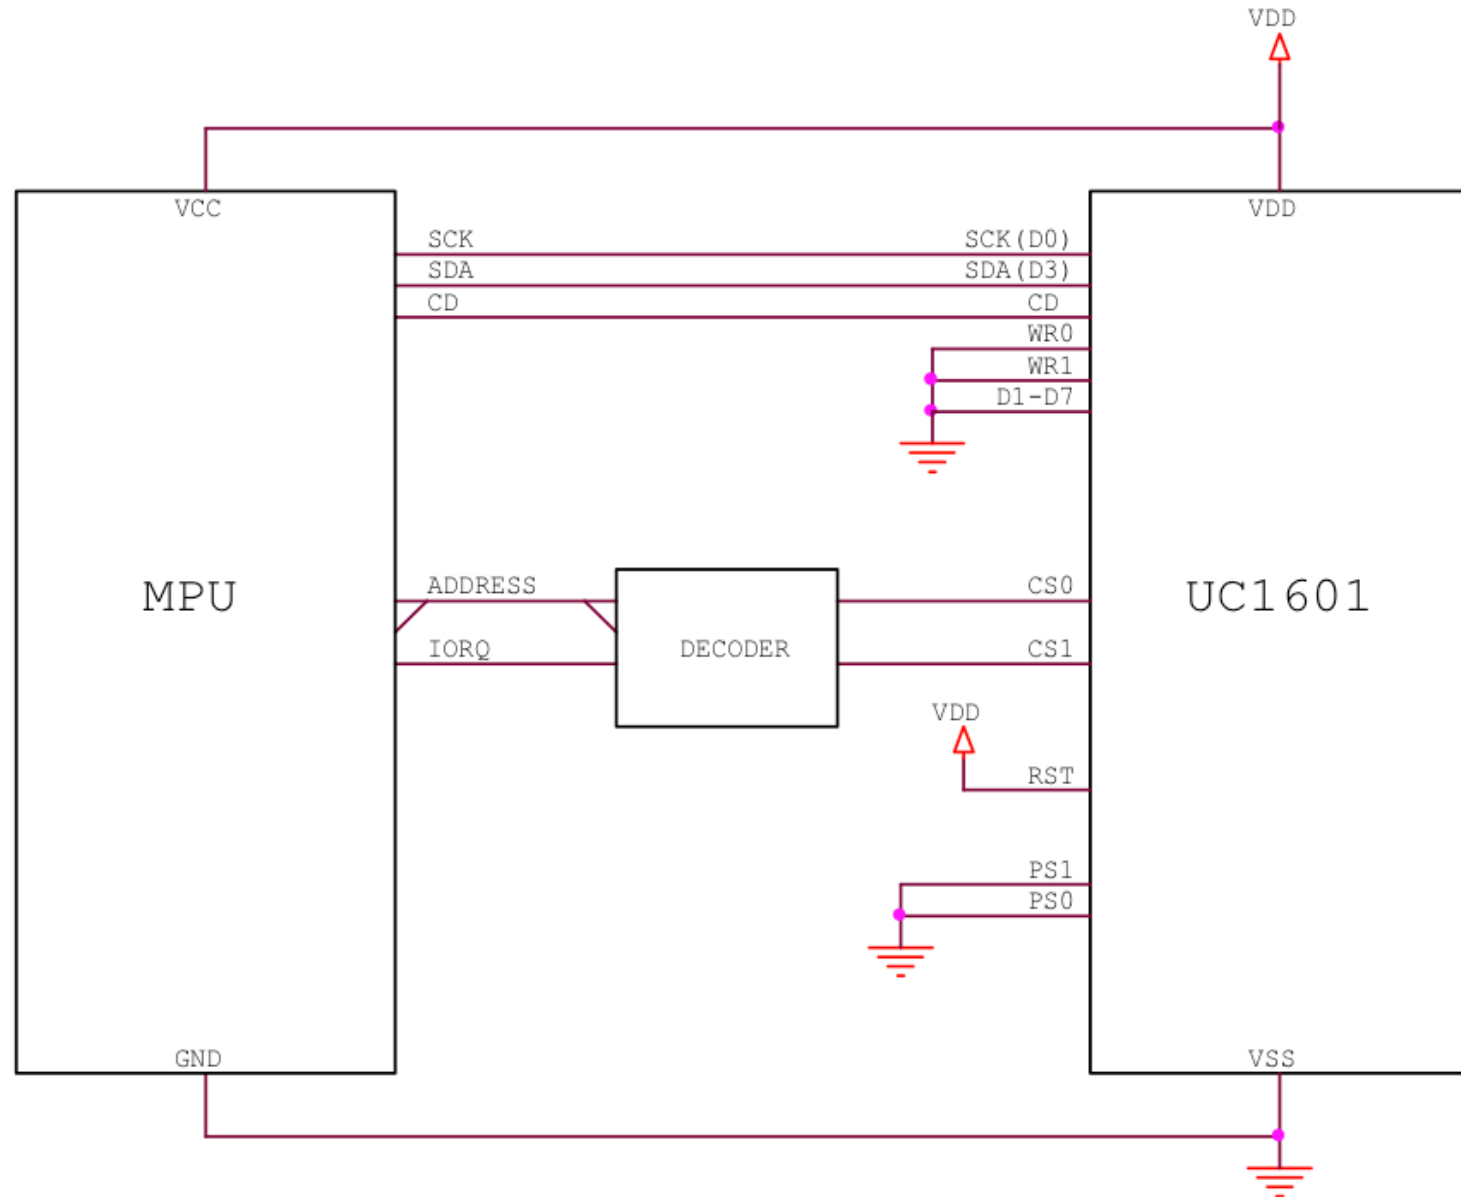 VDD
VCC
VDD
SCK
SCK(D0)
SDA
SDA(D3)
CD
CD
WR0
WR1
D1-D7
MPU
ADDRESS
CS0
UC1601
IORQ
DECODER
CS1
VDD
RST
PS1
PS0
GND
VSS